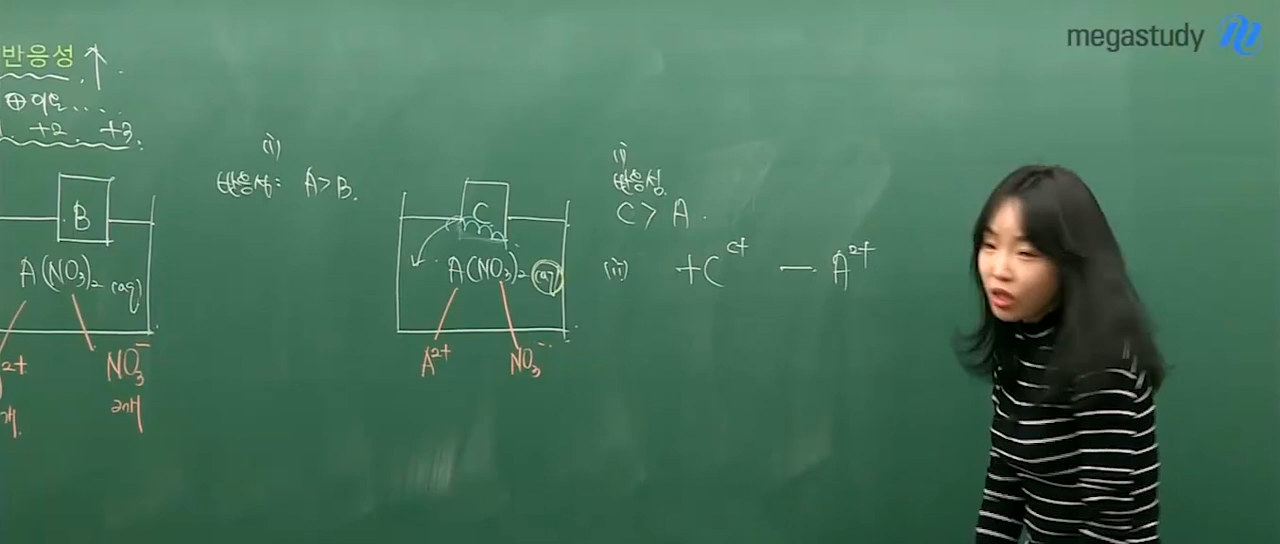 megastudy
반응성 ↑
⊕이온....
+2 +3
B
A(NO₃)₂ (aq)
2+
NO₃⁻
2개
(i)
반응성: A>B.
C
A(NO₃)₂ (aq)
A²⁺
NO₃⁻
(i)
반응성.
C > A.
(ii) +C^c+ − A²⁺